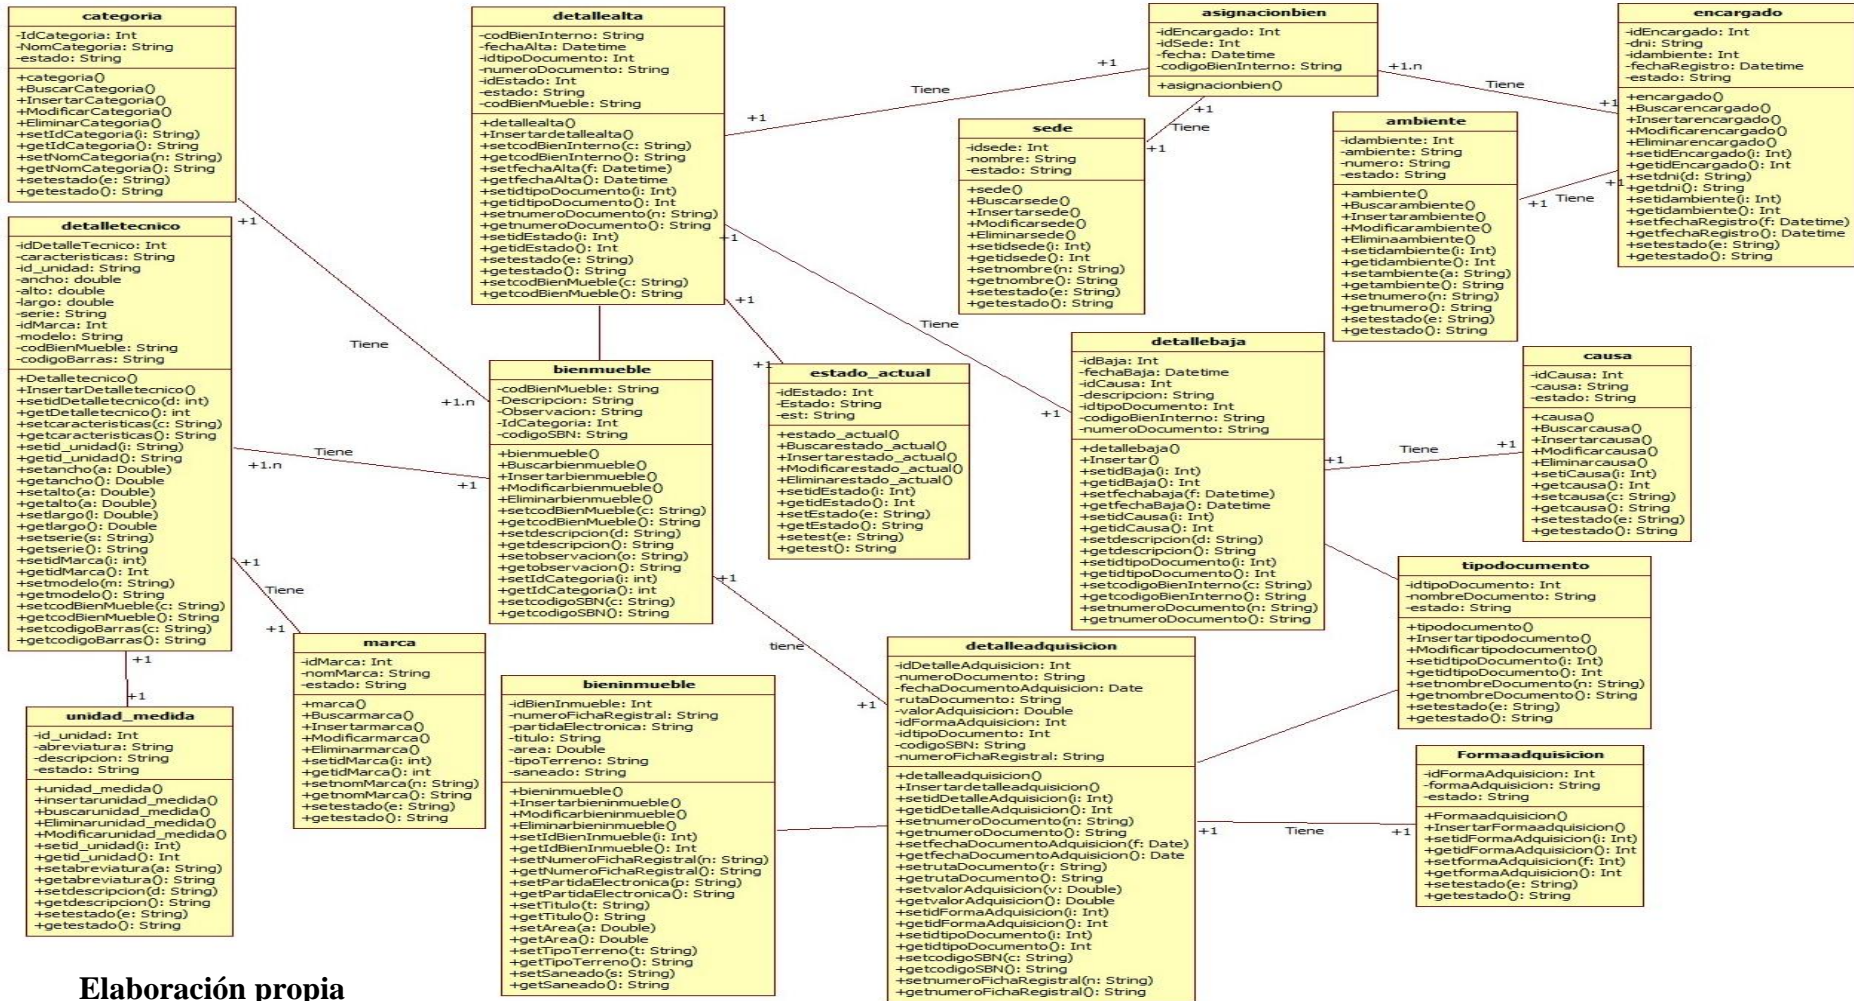 categoria
-IdCategoria: Int
-NomCategoria: String
-estado: String
+categoria()
+BuscarCategoria()
+InsertarCategoria()
+ModificarCategoria()
+EliminarCategoria()
+setIdCategoria(i: String)
+getIdCategoria(): String
+setNomCategoria(n: String)
+getNomCategoria(): String
+setestado(e: String)
+getestado(): String
detallealta
-codBienInterno: String
-fechaAlta: Datetime
-idtipoDocumento: Int
-numeroDocumento: String
-idEstado: Int
-estado: String
-codBienMueble: String
+detallealta()
+Insertardetallealta()
+setcodBienInterno(c: String)
+getcodBienInterno(): String
+setfechaAlta(f: Datetime)
+getfechaAlta(): Datetime
+setidtipoDocumento(i: Int)
+getidtipoDocumento(): Int
+setnumeroDocumento(n: String)
+getnumeroDocumento(): String
+setidEstado(i: Int)
+getidEstado(): Int
+setestado(e: String)
+getestado(): String
+setcodBienMueble(c: String)
+getcodBienMueble(): String
asignacionbien
-idEncargado: Int
-idSede: Int
-fecha: Datetime
-codigoBienInterno: String
+asignacionbien()
encargado
-idEncargado: Int
-dni: String
-idambiente: Int
-fechaRegistro: Datetime
-estado: String
+encargado()
+Buscarencargado()
+Insertarencargado()
+Modificarencargado()
+Eliminarencargado()
+setidEncargado(i: Int)
+getidEncargado(): Int
+setdni(d: String)
+getdni(): String
+setidambiente(i: Int)
+getidambiente(): Int
+setfechaRegistro(f: Datetime)
+getfechaRegistro(): Datetime
+setestado(e: String)
+getestado(): String
+1
Tiene
+1
+1.n
Tiene
+1
+1
Tiene
+1
+1
Tiene
+1
sede
-idsede: Int
-nombre: String
-estado: String
+sede()
+Buscarsede()
+Insertarsede()
+Modificarsede()
+Eliminarsede()
+setidsede(i: Int)
+getidsede(): Int
+setnombre(n: String)
+getnombre(): String
+setestado(e: String)
+getestado(): String
ambiente
-idambiente: Int
-ambiente: String
-numero: String
-estado: String
+ambiente()
+Buscarambiente()
+Insertarambiente()
+Modificarambiente()
+Eliminaambiente()
+setidambiente(i: Int)
+getidambiente(): Int
+setambiente(a: String)
+getambiente(): String
+setnumero(n: String)
+getnumero(): String
+setestado(e: String)
+getestado(): String
detalletecnico
-idDetalleTecnico: Int
-caracteristicas: String
-id_unidad: String
-ancho: double
-alto: double
-largo: double
-serie: String
-idMarca: Int
-modelo: String
-codBienMueble: String
-codigoBarras: String
+Detalletecnico()
+InsertarDetalletecnico()
+setidDdetalletecnico(d: int)
+getDdetalletecnico(): int
+setcaracteristicas(c: String)
+getcaracteristicas(): String
+setid_unidad(i: String)
+getid_unidad(): String
+setancho(a: Double)
+getancho(): Double
+setalto(a: Double)
+getalto(a: Double)
+setlargo(l: Double)
+getlargo(): Double
+setserie(s: String)
+getserie(): String
+setidMarca(i: int)
+getidMarca(): Int
+setmodelo(m: String)
+getmodelo(): String
+setcodBienMueble(c: String)
+getcodBienMueble(): String
+setcodigoBarras(c: String)
+getcodigoBarras(): String
+1
Tiene
+1.n
+1.n
Tiene
+1
+1
Tiene
+1
+1
+1
bienmueble
-codBienMueble: String
-Descripcion: String
-Observacion: String
-IdCategoria: Int
-codigoSBN: String
+bienmueble()
+Buscarbienmueble()
+Insertarbienmueble()
+Modificarbienmueble()
+Eliminarbienmueble()
+setcodBienMueble(c: String)
+getcodBienMueble(): String
+setdescripcion(d: String)
+getdescripcion(): String
+setobservacion(o: String)
+getobservacion(): String
+setIdCategoria(i: int)
+getIdCategoria(): int
+setcodigoSBN(c: String)
+getcodigoSBN(): String
+1
+1
estado_actual
-idEstado: Int
-Estado: String
-est: String
+estado_actual()
+Buscarestado_actual()
+Insertarestado_actual()
+Modificarestado_actual()
+Eliminarestado_actual()
+setidEstado(i: Int)
+getidEstado(): Int
+setEstado(e: String)
+getEstado(): String
+setest(e: String)
+getest(): String
+1
Tiene
+1
detallebaja
-idBaja: Int
-fechaBaja: Datetime
-idCausa: Int
-descripcion: String
-idtipoDocumento: Int
-codigoBienInterno: String
-numeroDocumento: String
+detallebaja()
+Insertar()
+setidBaja(i: Int)
+getidBaja(): Int
+setfechabaja(f: Datetime)
+getfechaBaja(): Datetime
+setidCausa(i: Int)
+getidCausa(): Int
+setdescripcion(d: String)
+getdescripcion(): String
+setidtipoDocumento(i: Int)
+getidtipoDocumento(): Int
+setcodigoBienInterno(c: String)
+getcodigoBienInterno(): String
+setnumeroDocumento(n: String)
+getnumeroDocumento(): String
+1
Tiene
+1
causa
-idCausa: Int
-causa: String
-estado: String
+causa()
+Buscarcausa()
+Insertarcausa()
+Modificarcausa()
+Eliminarcausa()
+setiCausa(i: Int)
+getcausa(): Int
+setcausa(c: String)
+getcausa(): String
+setestado(e: String)
+getestado(): String
tipodocumento
-idtipoDocumento: Int
-nombreDocumento: String
-estado: String
+tipodocumento()
+Insertartipodocumento()
+Modificartipodocumento()
+setidtipoDocumento(i: Int)
+getidtipoDocumento(): Int
+setnombreDocumento(n: String)
+getnombreDocumento(): String
+setestado(e: String)
+getestado(): String
marca
-idMarca: Int
-nomMarca: String
-estado: String
+marca()
+Buscarmarca()
+Insertarmarca()
+Modificarmarca()
+Eliminarmarca()
+setidMarca(i: int)
+getidMarca(): int
+setnomMarca(n: String)
+getnomMarca(): String
+setestado(e: String)
+getestado(): String
unidad_medida
-id_unidad: Int
-abreviatura: String
-descripcion: String
-estado: String
+unidad_medida()
+insertarunidad_medida()
+buscarunidad_medida()
+Eliminarunidad_medida()
+Modificarunidad_medida()
+setid_unidad(i: Int)
+getid_unidad(): Int
+setabreviatura(a: String)
+getabreviatura(): String
+setdescripcion(d: String)
+getdescripcion(): String
+setestado(e: String)
+getestado(): String
bieninmueble
-idBienInmueble: Int
-numeroFichaRegistral: String
-partidaElectronica: String
-titulo: String
-area: Double
-tipoTerreno: String
-saneado: String
+bieninmueble()
+Insertarbieninmueble()
+Modificarbieninmueble()
+Eliminarbieninmueble()
+setIdBienInmueble(i: Int)
+getIdBienInmueble(): Int
+setNumeroFichaRegistral(n: String)
+getNumeroFichaRegistral(): String
+setPartidaElectronica(p: String)
+getPartidaElectronica(): String
+setTitulo(t: String)
+getTitulo(): String
+setArea(a: Double)
+getArea(): Double
+setTipoTerreno(t: String)
+getTipoTerreno(): String
+setSaneado(s: String)
+getSaneado(): String
+1
tiene
+1
detalleadquisicion
-idDetalleAdquisicion: Int
-numeroDocumento: String
-fechaDocumentoAdquisicion: Date
-rutaDocumento: String
-valorAdquisicion: Double
-idFormaAdquisicion: Int
-idtipoDocumento: Int
-codigoSBN: String
-numeroFichaRegistral: String
+detalleadquisicion()
+Insertardetalleadquisicion()
+setidDetalleAdquisicion(i: Int)
+getidDetalleAdquisicion(): Int
+setnumeroDocumento(n: String)
+getnumeroDocumento(): String
+setfechaDocumentoAdquisicion(f: Date)
+getfechaDocumentoAdquisicion(): Date
+setrutaDocumento(r: String)
+getrutaDocumento(): String
+setvalorAdquisicion(v: Double)
+getvalorAdquisicion(): Double
+setidFormaAdquisicion(i: Int)
+getidFormaAdquisicion(): Int
+setidtipoDocumento(i: Int)
+getidtipoDocumento(): Int
+setcodigoSBN(c: String)
+getcodigoSBN(): String
+setnumeroFichaRegistral(n: String)
+getnumeroFichaRegistral(): String
+1
Tiene
+1
Formaadquisicion
-idFormaAdquisicion: Int
-formaAdquisicion: String
-estado: String
+Formaadquisicion()
+InsertarFormaadquisicion()
+setidFormaAdquisicion(i: Int)
+getidFormaAdquisicion(): Int
+setformaAdquisicion(f: Int)
+getformaAdquisicion(): Int
+setestado(e: String)
+getestado(): String
Elaboración propia